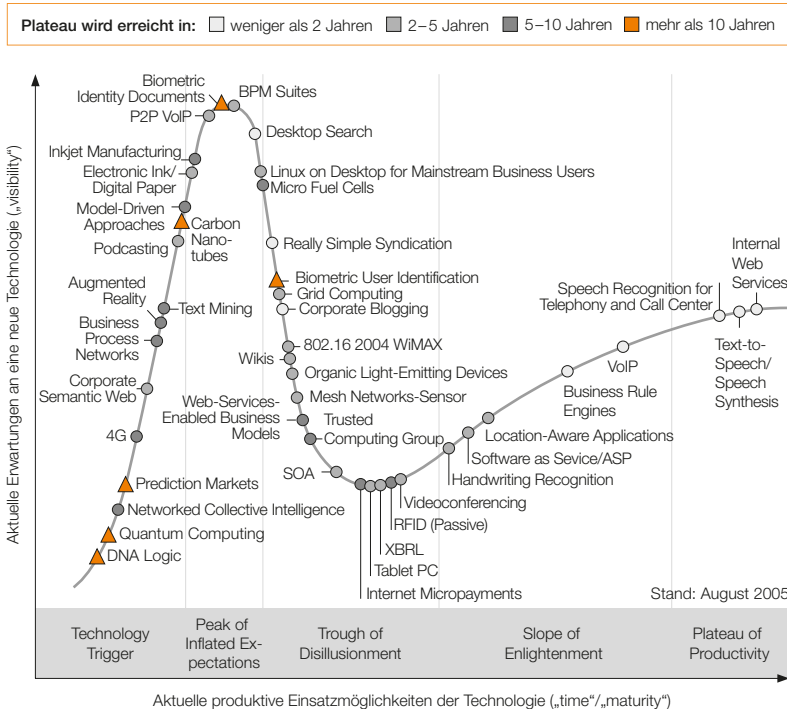 Plateau wird erreicht in: weniger als 2 Jahren 2–5 Jahren 5–10 Jahren mehr als 10 Jahren
Aktuelle Erwartungen an eine neue Technologie („visibility“)
Biometric
Identity Documents
BPM Suites
P2P VoIP
Desktop Search
Inkjet Manufacturing
Electronic Ink/
Digital Paper
Linux on Desktop for Mainstream Business Users
Micro Fuel Cells
Model-Driven
Approaches
Carbon
Nano-
tubes
Podcasting
Really Simple Syndication
Augmented
Reality
Text Mining
Business
Process
Networks
Biometric User Identification
Grid Computing
Corporate Blogging
802.16 2004 WiMAX
Wikis
Organic Light-Emitting Devices
Corporate
Semantic Web
Mesh Networks-Sensor
Web-Services-
Enabled Business
Models
Trusted
Computing Group
4G
SOA
Prediction Markets
Networked Collective Intelligence
Quantum Computing
DNA Logic
Videoconferencing
RFID (Passive)
XBRL
Tablet PC
Internet Micropayments
Location-Aware Applications
Software as Sevice/ASP
Handwriting Recognition
VoIP
Business Rule
Engines
Speech Recognition for
Telephony and Call Center
Internal
Web
Services
Text-to-
Speech/
Speech
Synthesis
Stand: August 2005
Technology
Trigger
Peak of
Inflated Ex-
pectations
Trough of
Disillusionment
Slope of
Enlightenment
Plateau of
Productivity
Aktuelle produktive Einsatzmöglichkeiten der Technologie („time“/„maturity“)